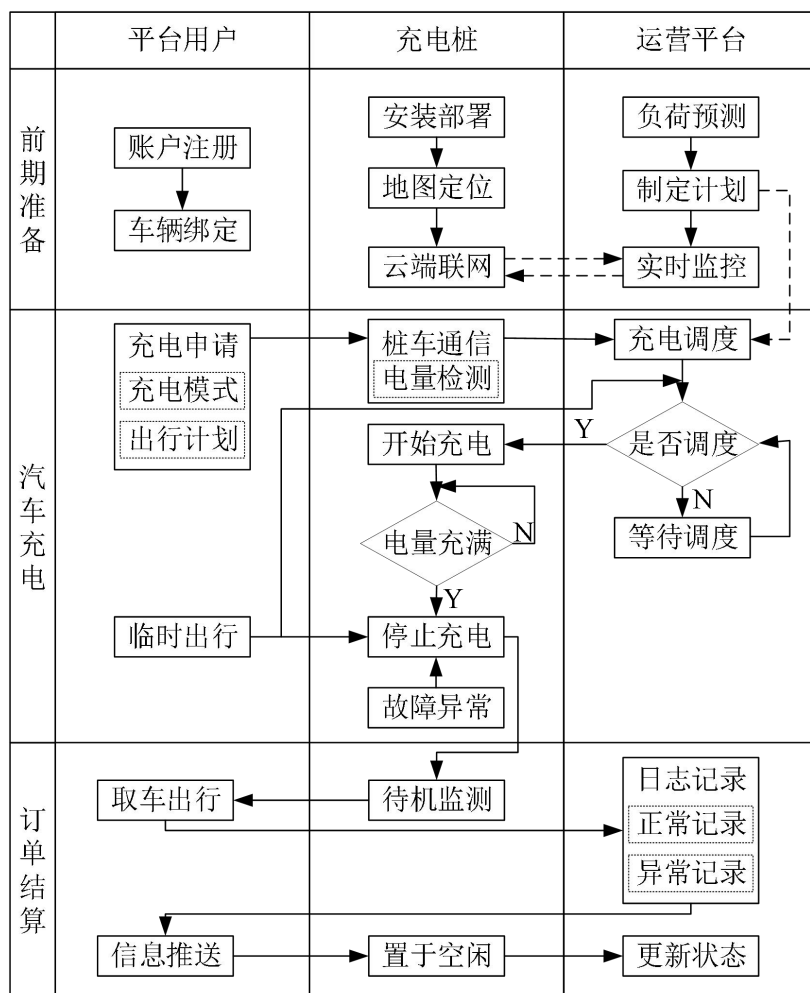 平台用户
充电桩
运营平台
前期准备
账户注册
车辆绑定
安装部署
地图定位
云端联网
负荷预测
制定计划
实时监控
汽车充电
充电申请
充电模式
出行计划
桩车通信
电量检测
充电调度
开始充电
Y
是否调度
N
等待调度
电量充满
N
Y
临时出行
停止充电
故障异常
订单结算
取车出行
待机监测
日志记录
正常记录
异常记录
信息推送
置于空闲
更新状态